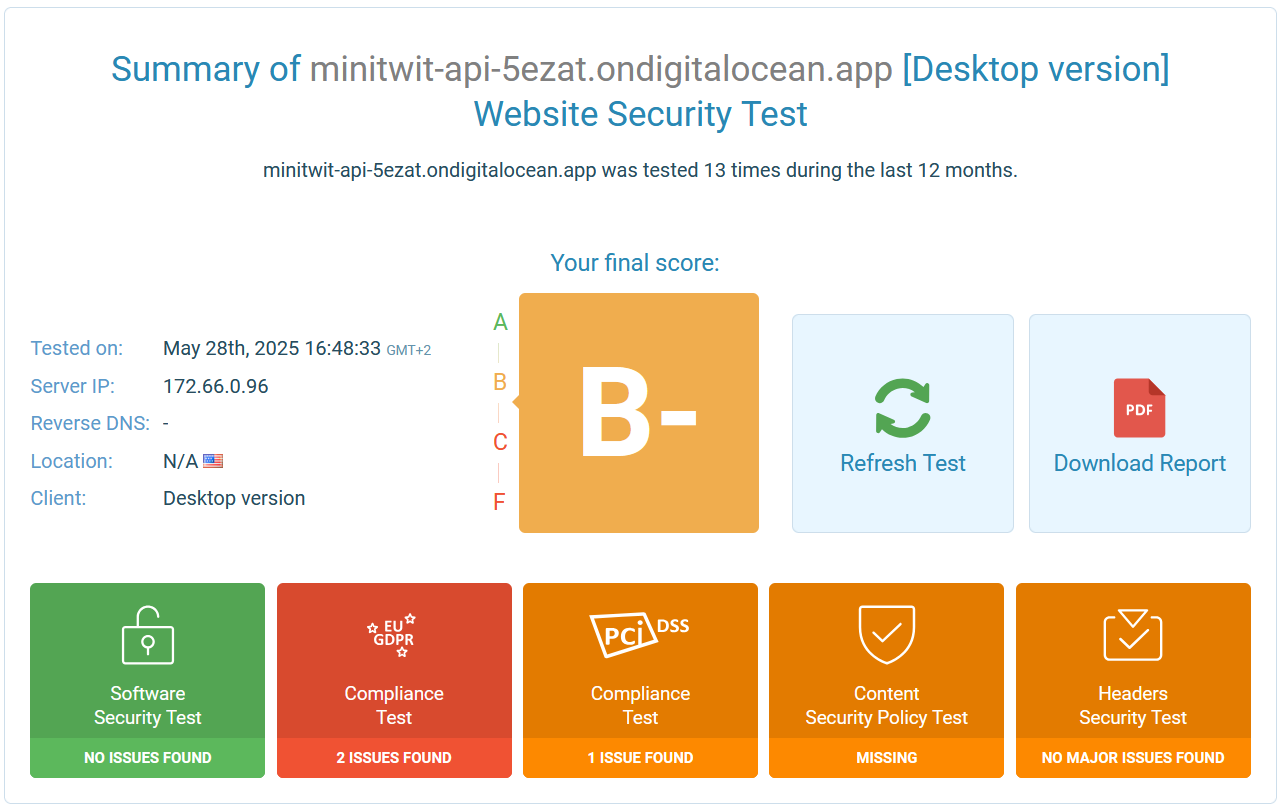 Summary of minitwit-api-5ezat.ondigitalocean.app [Desktop version]
Website Security Test
minitwit-api-5ezat.ondigitalocean.app was tested 13 times during the last 12 months.
Your final score:
Tested on: May 28th, 2025 16:48:33 GMT+2
Server IP: 172.66.0.96
Reverse DNS: -
Location: N/A
Client: Desktop version
A
B
C
F
B-
Refresh Test
PDF
Download Report
Software
Security Test
NO ISSUES FOUND
EU
GDPR
Compliance
Test
2 ISSUES FOUND
PCi DSS
Compliance
Test
1 ISSUE FOUND
Content
Security Policy Test
MISSING
Headers
Security Test
NO MAJOR ISSUES FOUND